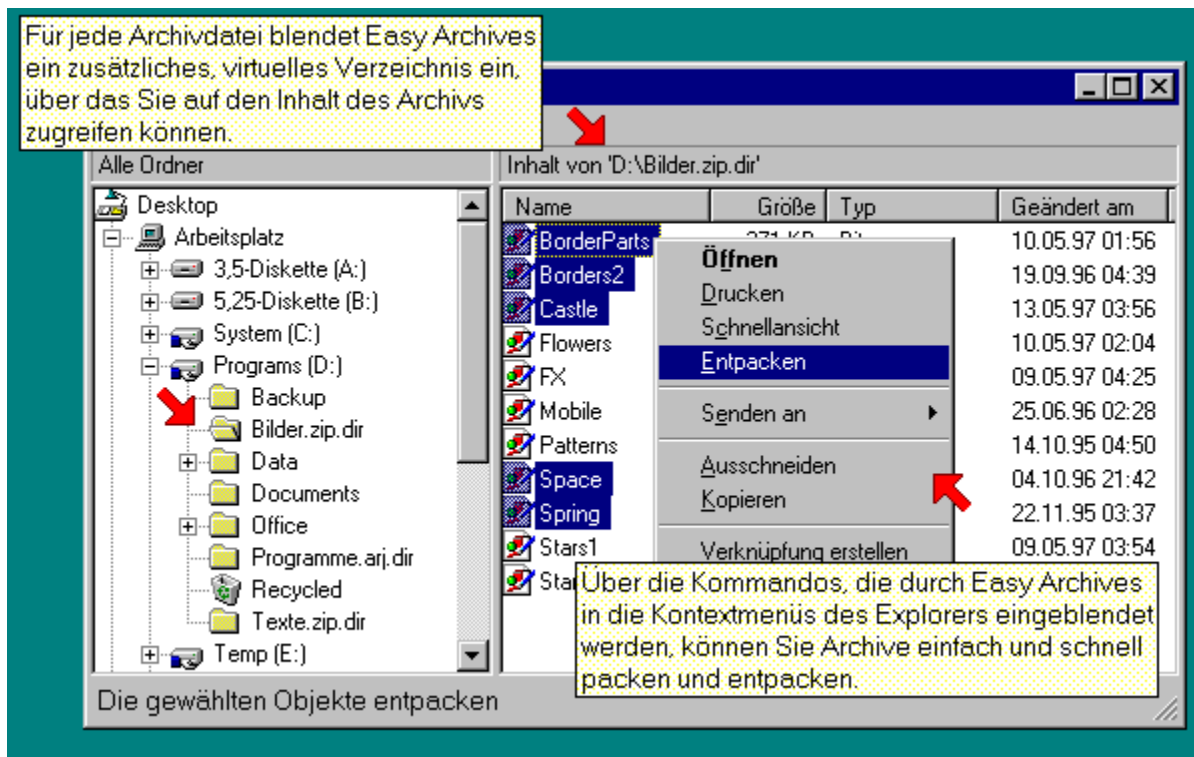 Für jede Archivdatei blendet Easy Archives
ein zusätzliches, virtuelles Verzeichnis ein,
über das Sie auf den Inhalt des Archivs
zugreifen können.
Alle Ordner
Inhalt von 'D:\Bilder.zip.dir'
Desktop
Arbeitsplatz
3,5-Diskette (A:)
5,25-Diskette (B:)
System (C:)
Programs (D:)
Backup
Bilder.zip.dir
Data
Documents
Office
Programme.arj.dir
Recycled
Texte.zip.dir
Temp (E:)
Name Größe Typ Geändert am
BorderParts 10.05.97 01:56
Borders2 19.09.96 04:39
Castle 13.05.97 03:56
Flowers 10.05.97 02:04
FX 09.05.97 04:25
Mobile 25.06.96 02:28
Patterns 14.10.95 04:50
Space 04.10.96 21:42
Spring 22.11.95 03:37
Stars1 09.05.97 03:54
Öffnen
Drucken
Schnellansicht
Entpacken
Senden an
Ausschneiden
Kopieren
Verknüpfung erstellen
Über die Kommandos, die durch Easy Archives
in die Kontextmenüs des Explorers eingeblendet
werden, können Sie Archive einfach und schnell
packen und entpacken.
Die gewählten Objekte entpacken